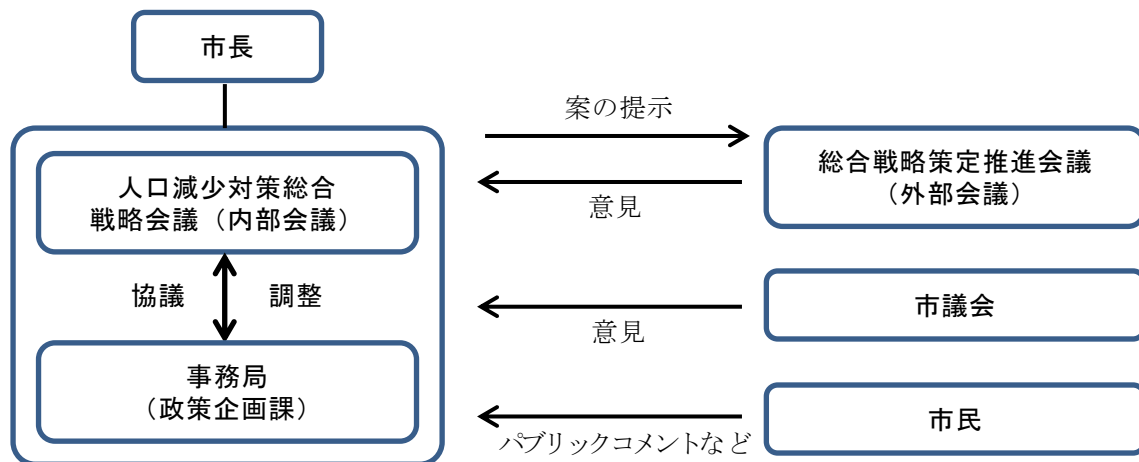 市長
案の提示
人口減少対策総合
戦略会議（内部会議）
総合戦略策定推進会議
（外部会議）
意見
協議
調整
市議会
意見
事務局
（政策企画課）
市民
パブリックコメントなど